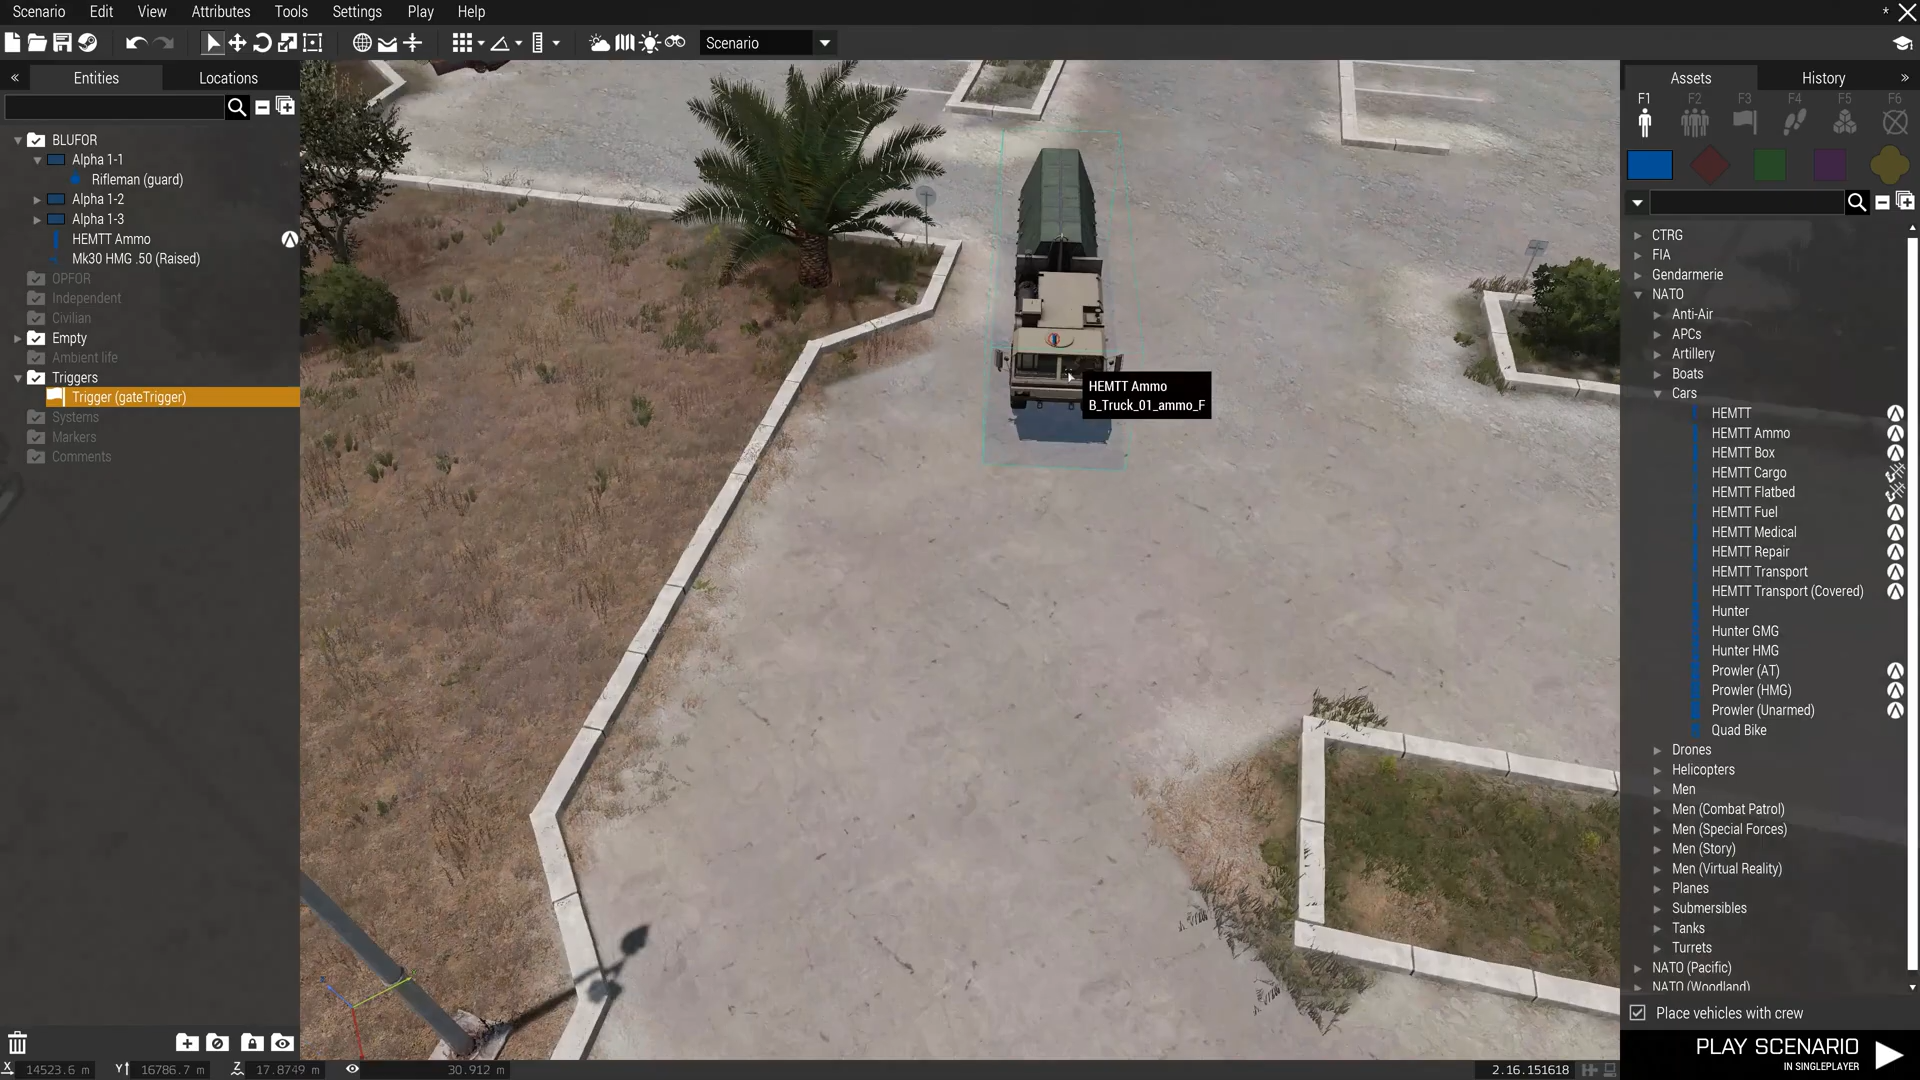 Scenario Edit View Attributes Tools Settings Play Help
*
Scenario
« Entities Locations
BLUFOR
Alpha 1-1
Rifleman (guard)
Alpha 1-2
Alpha 1-3
HEMTT Ammo
Mk30 HMG .50 (Raised)
OPFOR
Independent
Civilian
Empty
Ambient life
Triggers
Trigger (gateTrigger)
Systems
Markers
Comments
HEMTT Ammo
B_Truck_01_ammo_F
Assets History »
F1 F2 F3 F4 F5 F6
CTRG
FIA
Gendarmerie
NATO
Anti-Air
APCs
Artillery
Boats
Cars
HEMTT
HEMTT Ammo
HEMTT Box
HEMTT Cargo
HEMTT Flatbed
HEMTT Fuel
HEMTT Medical
HEMTT Repair
HEMTT Transport
HEMTT Transport (Covered)
Hunter
Hunter GMG
Hunter HMG
Prowler (AT)
Prowler (HMG)
Prowler (Unarmed)
Quad Bike
Drones
Helicopters
Men
Men (Combat Patrol)
Men (Special Forces)
Men (Story)
Men (Virtual Reality)
Planes
Submersibles
Tanks
Turrets
NATO (Pacific)
NATO (Woodland)
Place vehicles with crew
PLAY SCENARIO
IN SINGLEPLAYER
X 14523.6 m Y 16786.7 m Z 17.8749 m 30.912 m 2.16.151618